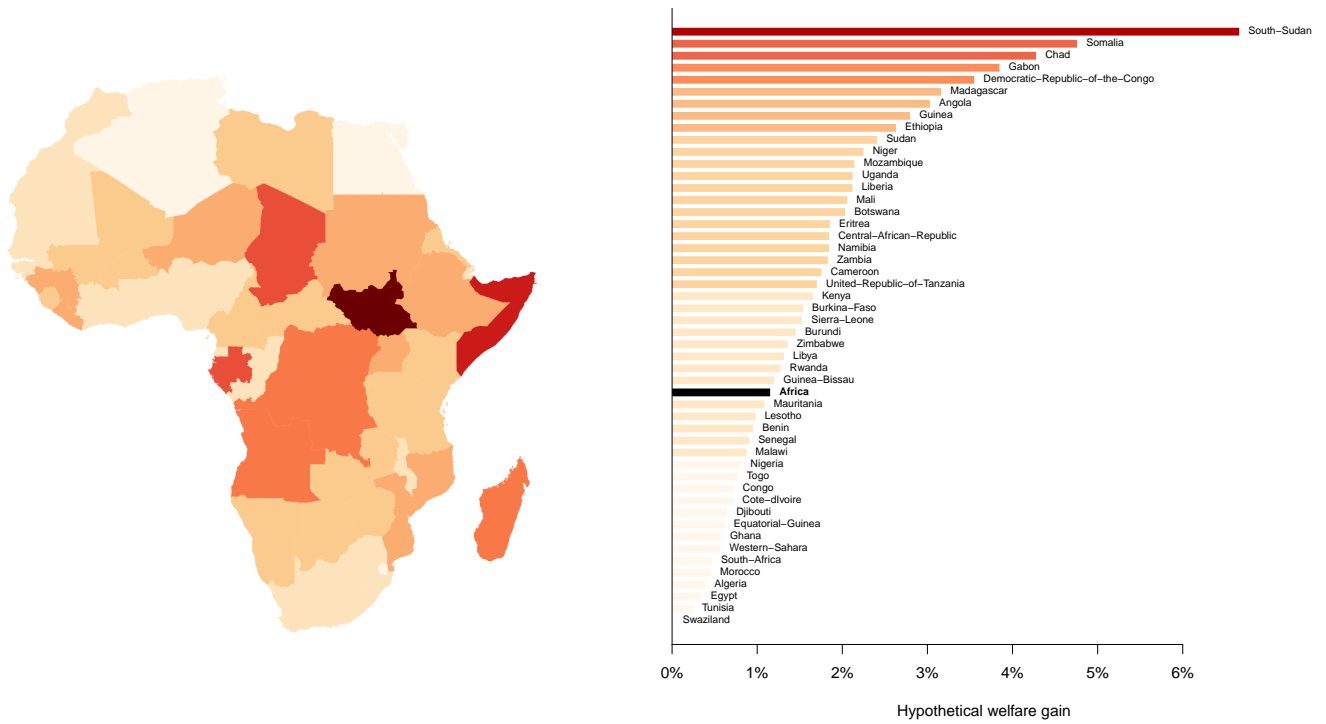 South−Sudan
Somalia
Chad
Gabon
Democratic−Republic−of−the−Congo
Madagascar
Angola
Guinea
Ethiopia
Sudan
Niger
Mozambique
Uganda
Liberia
Mali
Botswana
Eritrea
Central−African−Republic
Namibia
Zambia
Cameroon
United−Republic−of−Tanzania
Kenya
Burkina−Faso
Sierra−Leone
Burundi
Zimbabwe
Libya
Rwanda
Guinea−Bissau
Africa
Mauritania
Lesotho
Benin
Senegal
Malawi
Nigeria
Togo
Congo
Cote−dIvoire
Djibouti
Equatorial−Guinea
Ghana
Western−Sahara
South−Africa
Morocco
Algeria
Egypt
Tunisia
Swaziland
0% 1% 2% 3% 4% 5% 6%
Hypothetical welfare gain